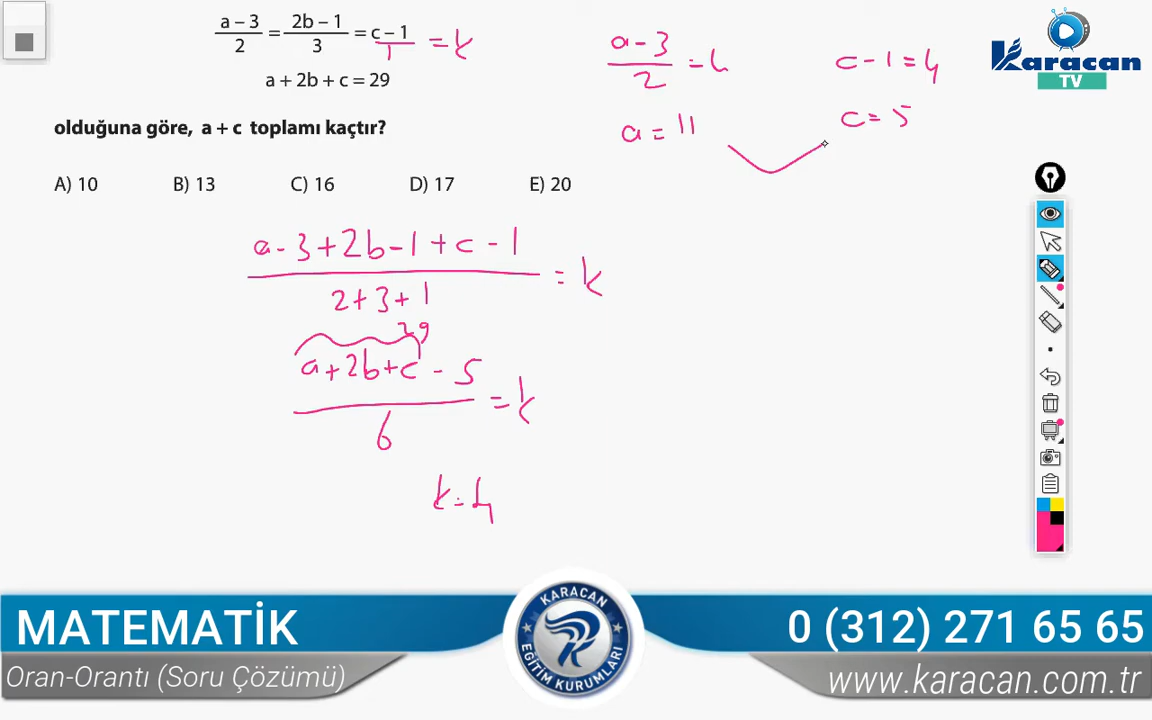 a – 3 / 2 = 2b – 1 / 3 = c – 1 / 1 = k
a + 2b + c = 29
olduğuna göre, a + c toplamı kaçtır?
A) 10 B) 13 C) 16 D) 17 E) 20
a - 3 / 2 = 4
a = 11
c - 1 = 4
c = 5
a - 3 + 2b - 1 + c - 1 / 2 + 3 + 1 = k
29
a + 2b + c - 5 / 6 = k
k = 4
Karacan
TV
MATEMATİK
Oran-Orantı (Soru Çözümü)
KARACAN
EĞİTİM KURUMLARI
0 (312) 271 65 65
www.karacan.com.tr